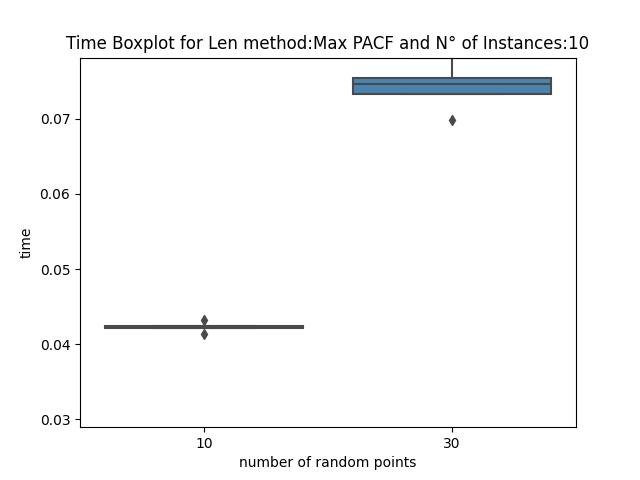 Time Boxplot for Len method:Max PACF and N° of Instances:10
0.07
0.06
0.05
0.04
0.03
time
10
30
number of random points